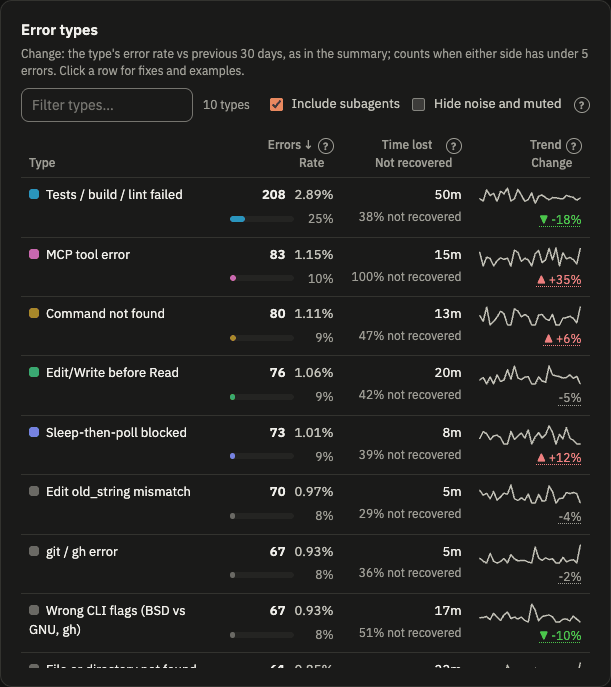 Error types
Change: the type's error rate vs previous 30 days, as in the summary; counts when either side has under 5
errors. Click a row for fixes and examples.
Filter types... 10 types Include subagents Hide noise and muted ?
Errors ↓ ? Time lost ? Trend ?
Type Rate Not recovered Change
Tests / build / lint failed 208 2.89% 50m
25% 38% not recovered ▼ -18%
MCP tool error 83 1.15% 15m
10% 100% not recovered ▲ +35%
Command not found 80 1.11% 13m
9% 47% not recovered ▲ +6%
Edit/Write before Read 76 1.06% 20m
9% 42% not recovered -5%
Sleep-then-poll blocked 73 1.01% 8m
9% 39% not recovered ▲ +12%
Edit old_string mismatch 70 0.97% 5m
8% 29% not recovered -4%
git / gh error 67 0.93% 5m
8% 36% not recovered -2%
Wrong CLI flags (BSD vs 67 0.93% 17m
GNU, gh) 8% 51% not recovered ▼ -10%
File or directory not found